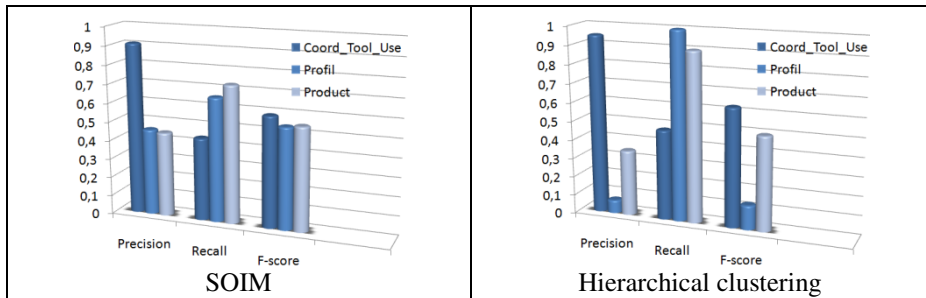 1
0,9
0,8
0,7
0,6
0,5
0,4
0,3
0,2
0,1
0
Coord_Tool_Use
Profil
Product
Precision
Recall
F-score
SOIM
1
0,9
0,8
0,7
0,6
0,5
0,4
0,3
0,2
0,1
0
Coord_Tool_Use
Profil
Product
Precision
Recall
F-score
Hierarchical clustering